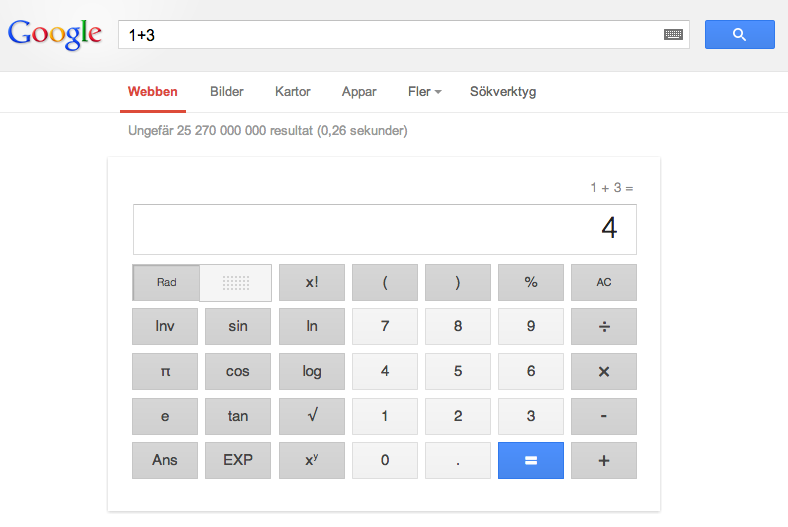 Google 1+3
Webben Bilder Kartor Appar Fler Sökverktyg
Ungefär 25 270 000 000 resultat (0,26 sekunder)
1 + 3 =
4
Rad x! ( ) % AC
Inv sin ln 7 8 9 ÷
π cos log 4 5 6 ×
e tan √ 1 2 3 -
Ans EXP xʸ 0 . = +